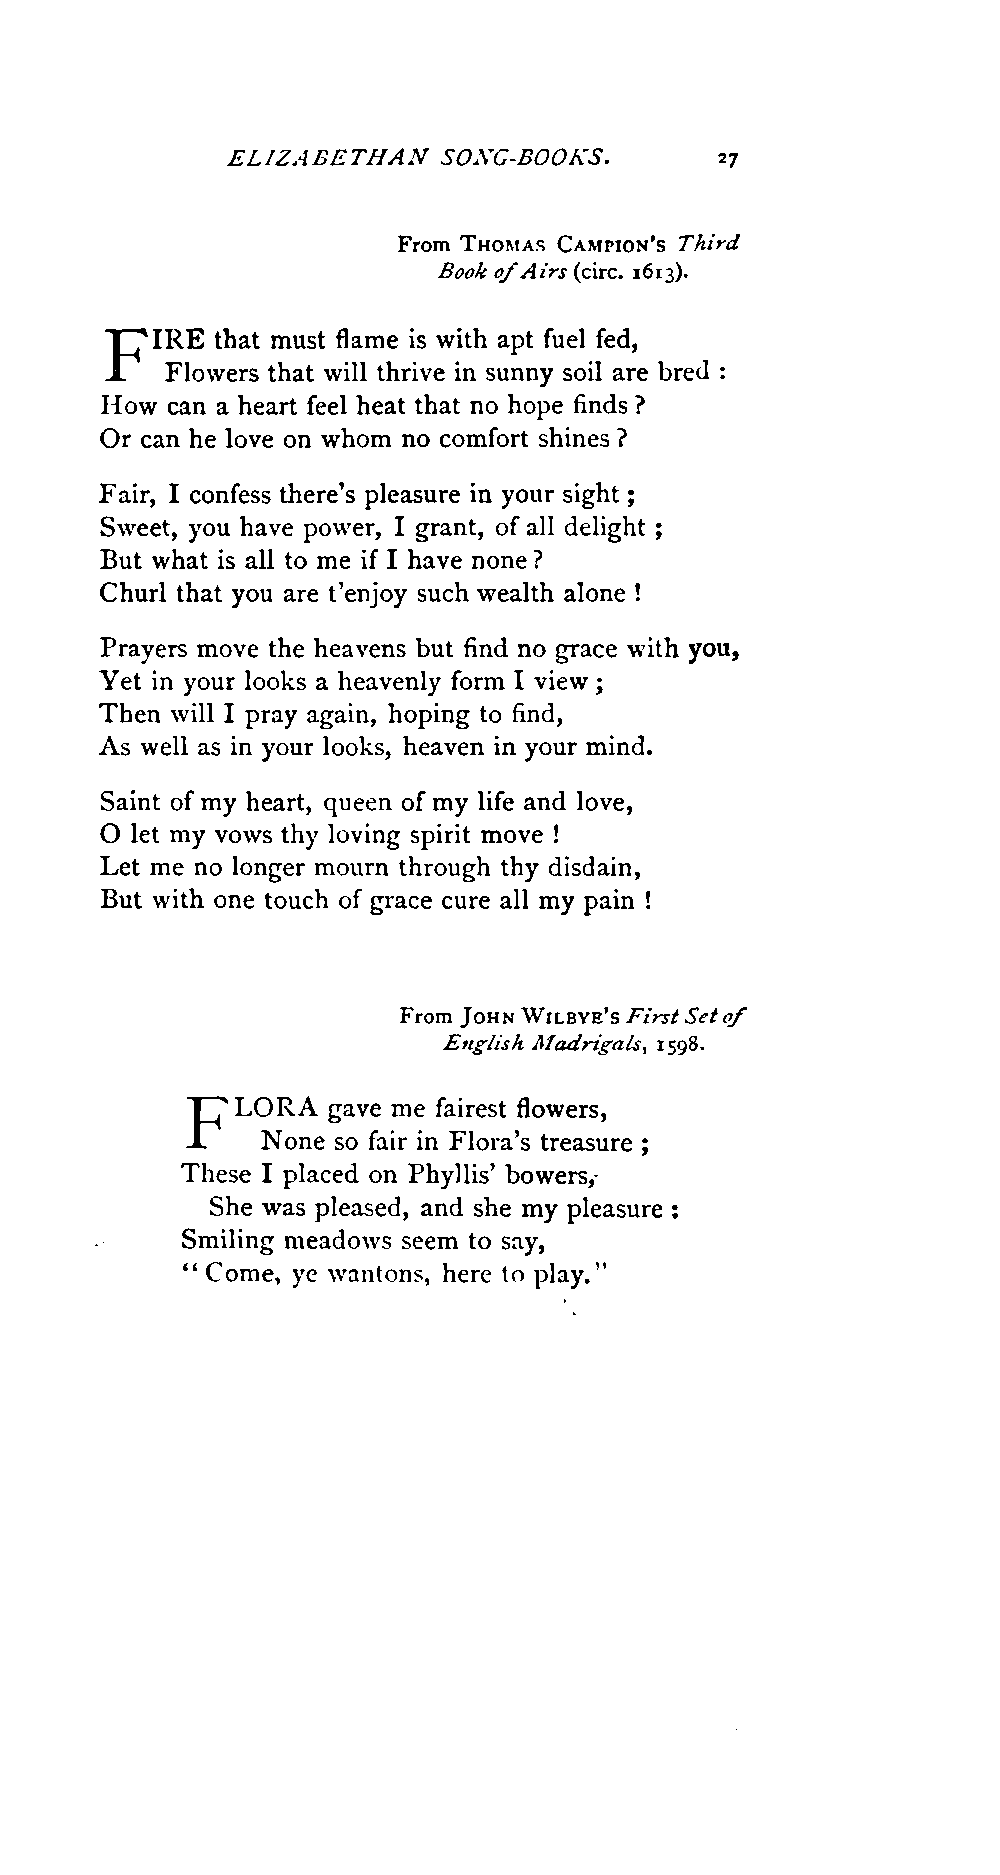 ELIZABETHAN SONG-BOOKS. 27
From THOMAS CAMPION'S Third
Book of Airs (circ. 1613).
FIRE that must flame is with apt fuel fed,
Flowers that will thrive in sunny soil are bred :
How can a heart feel heat that no hope finds ?
Or can he love on whom no comfort shines ?
Fair, I confess there's pleasure in your sight ;
Sweet, you have power, I grant, of all delight ;
But what is all to me if I have none ?
Churl that you are t'enjoy such wealth alone !
Prayers move the heavens but find no grace with you,
Yet in your looks a heavenly form I view ;
Then will I pray again, hoping to find,
As well as in your looks, heaven in your mind.
Saint of my heart, queen of my life and love,
O let my vows thy loving spirit move !
Let me no longer mourn through thy disdain,
But with one touch of grace cure all my pain !
From JOHN WILBYE'S First Set of
English Madrigals, 1598.
FLORA gave me fairest flowers,
None so fair in Flora's treasure ;
These I placed on Phyllis' bowers,
She was pleased, and she my pleasure :
Smiling meadows seem to say,
"Come, ye wantons, here to play."